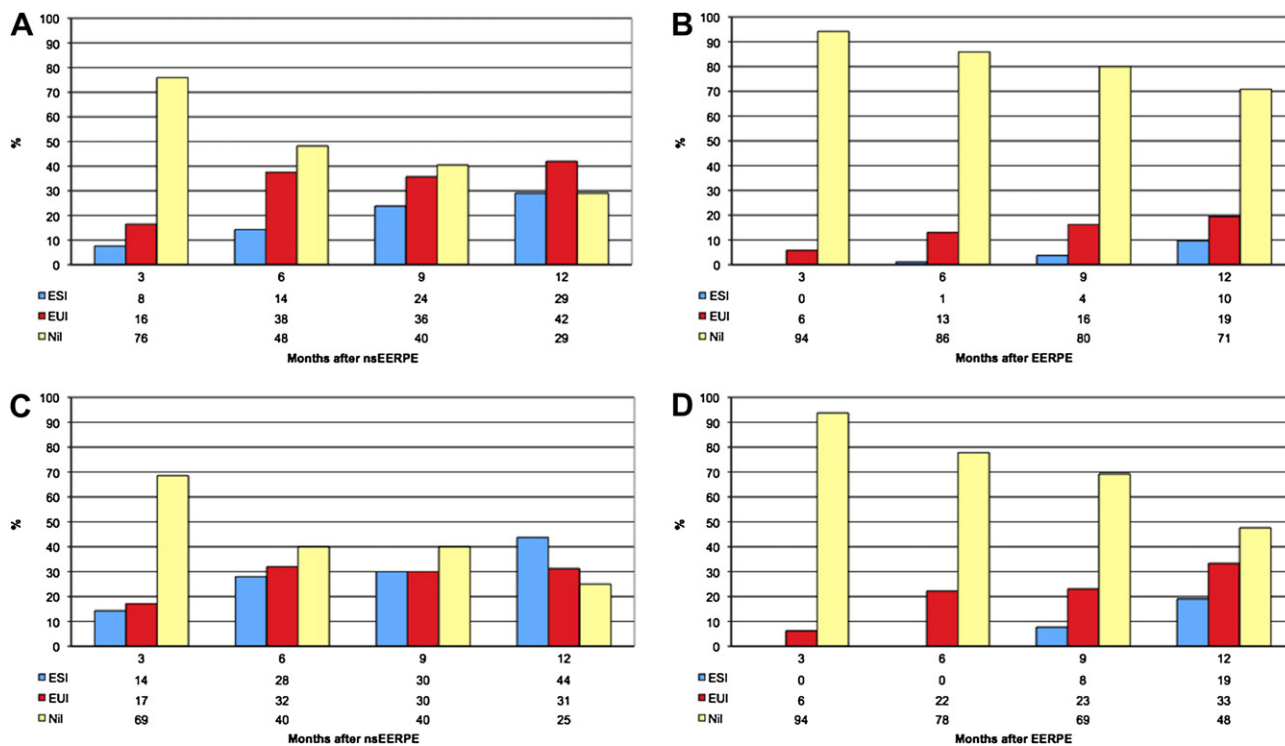 A
100
90
80
70
60
50
40
30
20
10
0
%
3 6 9 12
ESI 8 14 24 29
EUI 16 38 36 42
Nil 76 48 40 29
Months after nsEERPE
B
100
90
80
70
60
50
40
30
20
10
0
%
3 6 9 12
ESI 0 1 4 10
EUI 6 13 16 19
Nil 94 86 80 71
Months after EERPE
C
100
90
80
70
60
50
40
30
20
10
0
%
3 6 9 12
ESI 14 28 30 44
EUI 17 32 30 31
Nil 69 40 40 25
Months after nsEERPE
D
100
90
80
70
60
50
40
30
20
10
0
%
3 6 9 12
ESI 0 0 8 19
EUI 6 22 23 33
Nil 94 78 69 48
Months after EERPE